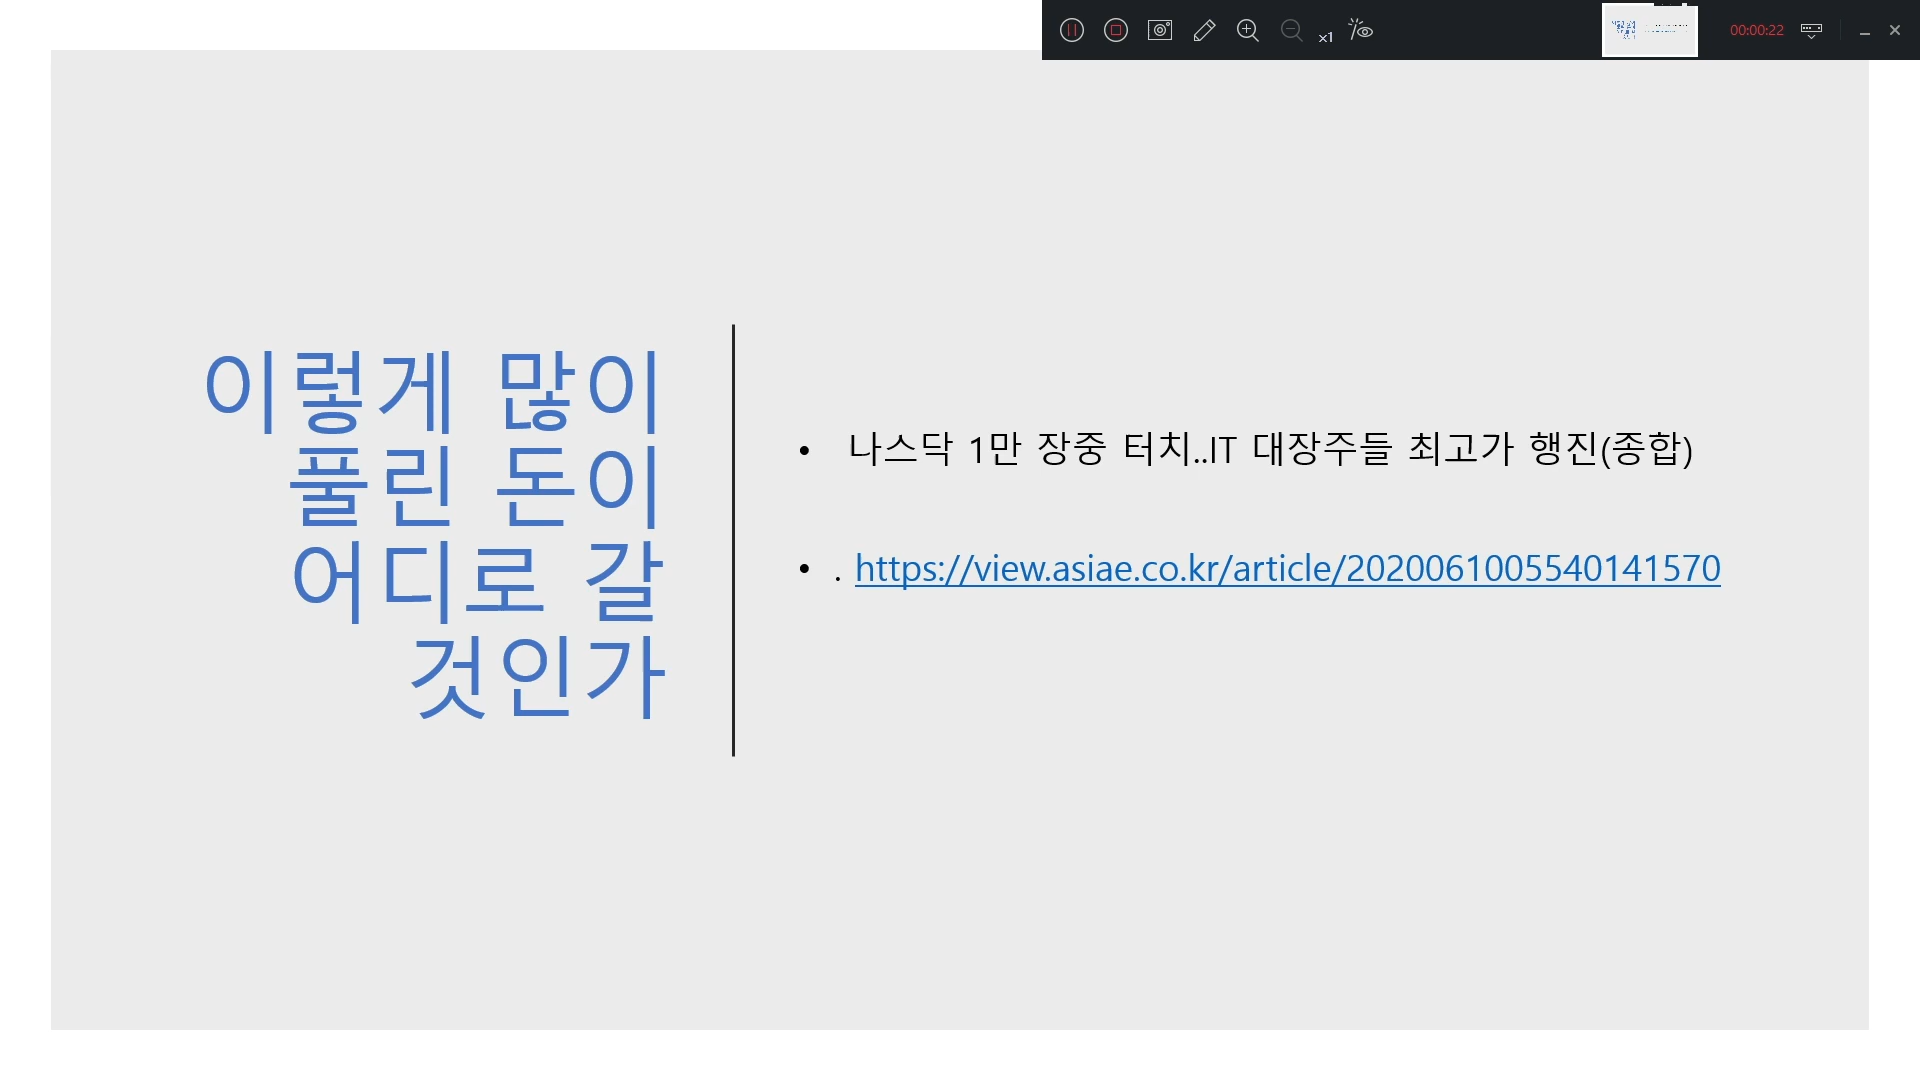 x1
00:00:22
이렇게 많이
풀린 돈이
어디로 갈
것인가
• 나스닥 1만 장중 터치..IT 대장주들 최고가 행진(종합)
• . https://view.asiae.co.kr/article/2020061005540141570